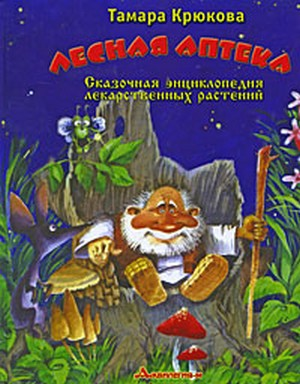 Тамара Крюкова
ЛЕСНАЯ АПТЕКА
Сказочная энциклопедия
лекарственных растений